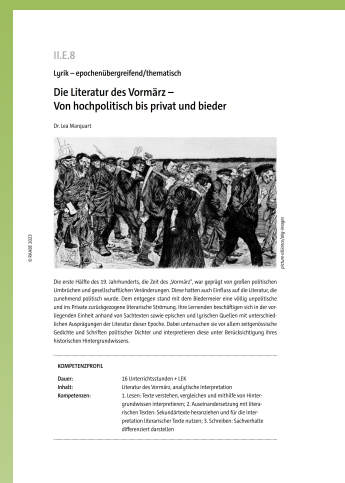 II.E.8
Lyrik – epochenübergreifend/thematisch
Die Literatur des Vormärz –
Von hochpolitisch bis privat und bieder
Dr. Lea Marquart
© RAABE 2023
picture-alliance/akg-images
Die erste Hälfte des 19. Jahrhunderts, die Zeit des „Vormärz“, war geprägt von großen politischen
Umbrüchen und gesellschaftlichen Veränderungen. Diese hatten auch Einfluss auf die Literatur, die
zunehmend politisch wurde. Dem entgegen stand mit dem Biedermeier eine völlig unpolitische
und ins Private zurückgezogene literarische Strömung. Ihre Lernenden beschäftigen sich in der vor-
liegenden Einheit anhand von Sachtexten sowie epischen und lyrischen Quellen mit unterschied-
lichen Ausprägungen der Literatur dieser Epoche. Dabei untersuchen sie vor allem zeitgenössische
Gedichte und Schriften politischer Dichter und interpretieren diese unter Berücksichtigung ihres
historischen Hintergrundwissens.
KOMPETENZPROFIL
Dauer: 16 Unterrichtsstunden + LEK
Inhalt: Literatur des Vormärz, analytische Interpretation
Kompetenzen: 1. Lesen: Texte verstehen, vergleichen und mithilfe von Hinter-
grundwissen interpretieren; 2. Auseinandersetzung mit litera-
rischen Texten: Sekundärtexte heranziehen und für die Inter-
pretation literarischer Texte nutzen; 3. Schreiben: Sachverhalte
differenziert darstellen